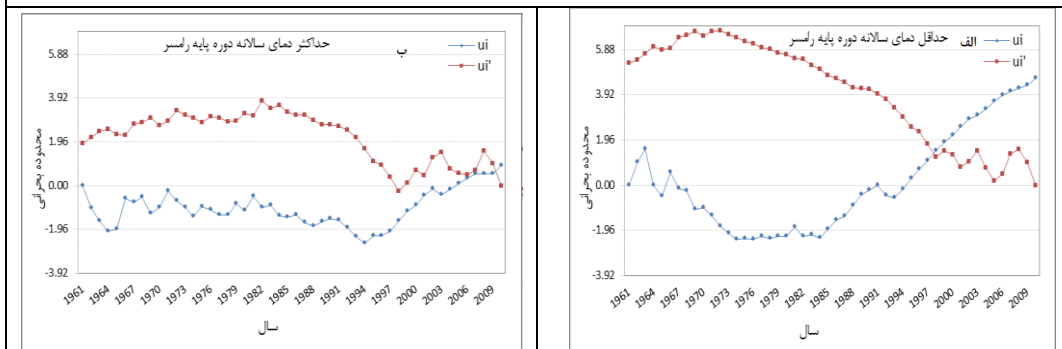 حداقل دمای سالانه دوره پایه رامسر الف
ui
ui'
محدوده بحرانی
5.88
3.92
1.96
0.00
-1.96
-3.92
1961 1964 1967 1970 1973 1976 1979 1982 1985 1988 1991 1994 1997 2000 2003 2006 2009
سال
حداکثر دمای سالانه دوره پایه رامسر ب
ui
ui'
محدوده بحرانی
5.88
3.92
1.96
0.00
-1.96
-3.92
1961 1964 1967 1970 1973 1976 1979 1982 1985 1988 1991 1994 1997 2000 2003 2006 2009
سال